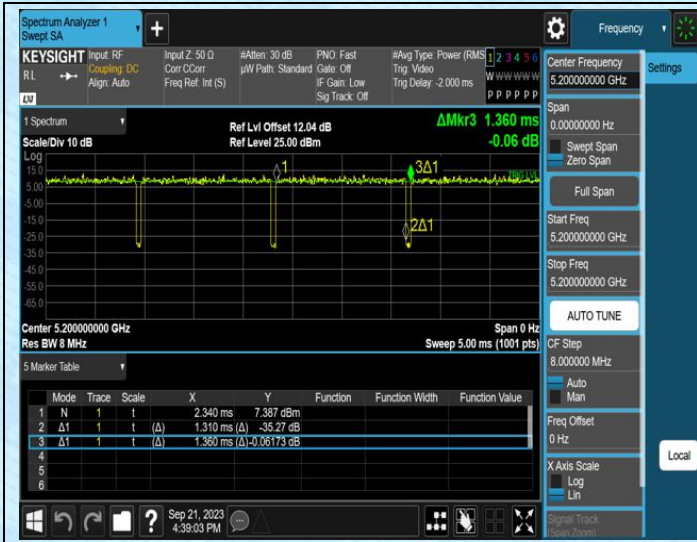 Spectrum Analyzer 1
Swept SA
Frequency
KEYSIGHT
RL
LXI
Input: RF
Coupling: DC
Align: Auto
Input Z: 50 Ω
Corr CCorr
Freq Ref: Int (S)
#Atten: 30 dB
µW Path: Standard
PNO: Fast
Gate: Off
IF Gain: Low
Sig Track: Off
#Avg Type: Power (RMS
Trig: Video
Trig Delay: -2.000 ms
1 2 3 4 5 6
W W W W W W
P P P P P P
1 Spectrum
Scale/Div 10 dB
Ref Lvl Offset 12.04 dB
Ref Level 25.00 dBm
ΔMkr3 1.360 ms
-0.06 dB
Log
15.0
5.00
-5.00
-15.0
-25.0
-35.0
-45.0
-55.0
-65.0
1
3Δ1
2Δ1
TRIG LVL
Center 5.200000000 GHz
Res BW 8 MHz
Span 0 Hz
Sweep 5.00 ms (1001 pts)
5 Marker Table
Mode Trace Scale X Y Function Function Width Function Value
1 N 1 t 2.340 ms 7.387 dBm
2 Δ1 1 t (Δ) 1.310 ms (Δ) -35.27 dB
3 Δ1 1 t (Δ) 1.360 ms (Δ) -0.06173 dB
4
5
6
Sep 21, 2023
4:39:03 PM
Center Frequency
5.200000000 GHz
Span
0.00000000 Hz
Swept Span
Zero Span
Full Span
Start Freq
5.200000000 GHz
Stop Freq
5.200000000 GHz
AUTO TUNE
CF Step
8.000000 MHz
Auto
Man
Freq Offset
0 Hz
X Axis Scale
Log
Lin
Signal Track
(Span Zoom)
Settings
Local